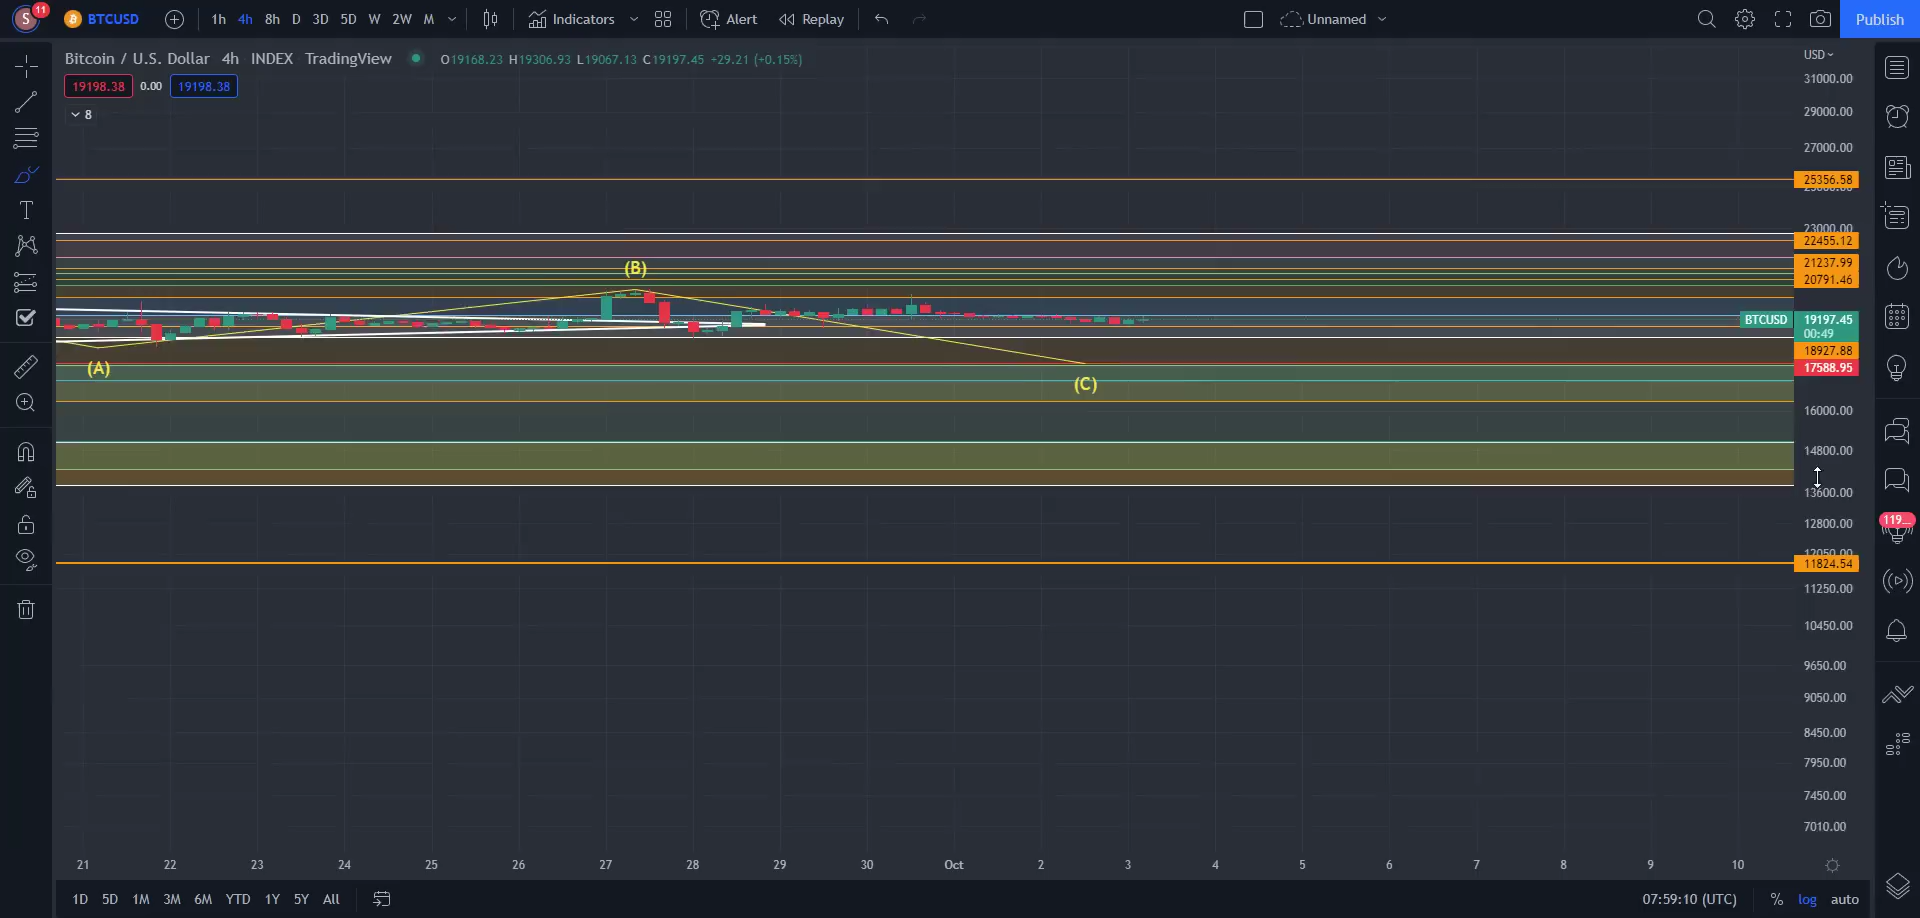 S 11 BTCUSD 1h 4h 8h D 3D 5D W 2W M Indicators Alert Replay Unnamed Publish
Bitcoin / U.S. Dollar 4h INDEX TradingView O19168.23 H19306.93 L19067.13 C19197.45 +29.21 (+0.15%)
USD
19198.38 0.00 19198.38
8
31000.00
29000.00
27000.00
25356.58
23000.00
22455.12
21237.99
20791.46
(B)
BTCUSD 19197.45
00:49
18927.88
17588.95
(A)
(C)
16000.00
14800.00
13600.00
119...
12800.00
12050.00
11824.54
11250.00
10450.00
9650.00
9050.00
8450.00
7950.00
7450.00
7010.00
21 22 23 24 25 26 27 28 29 30 Oct 2 3 4 5 6 7 8 9 10
1D 5D 1M 3M 6M YTD 1Y 5Y All 07:59:10 (UTC) % log auto